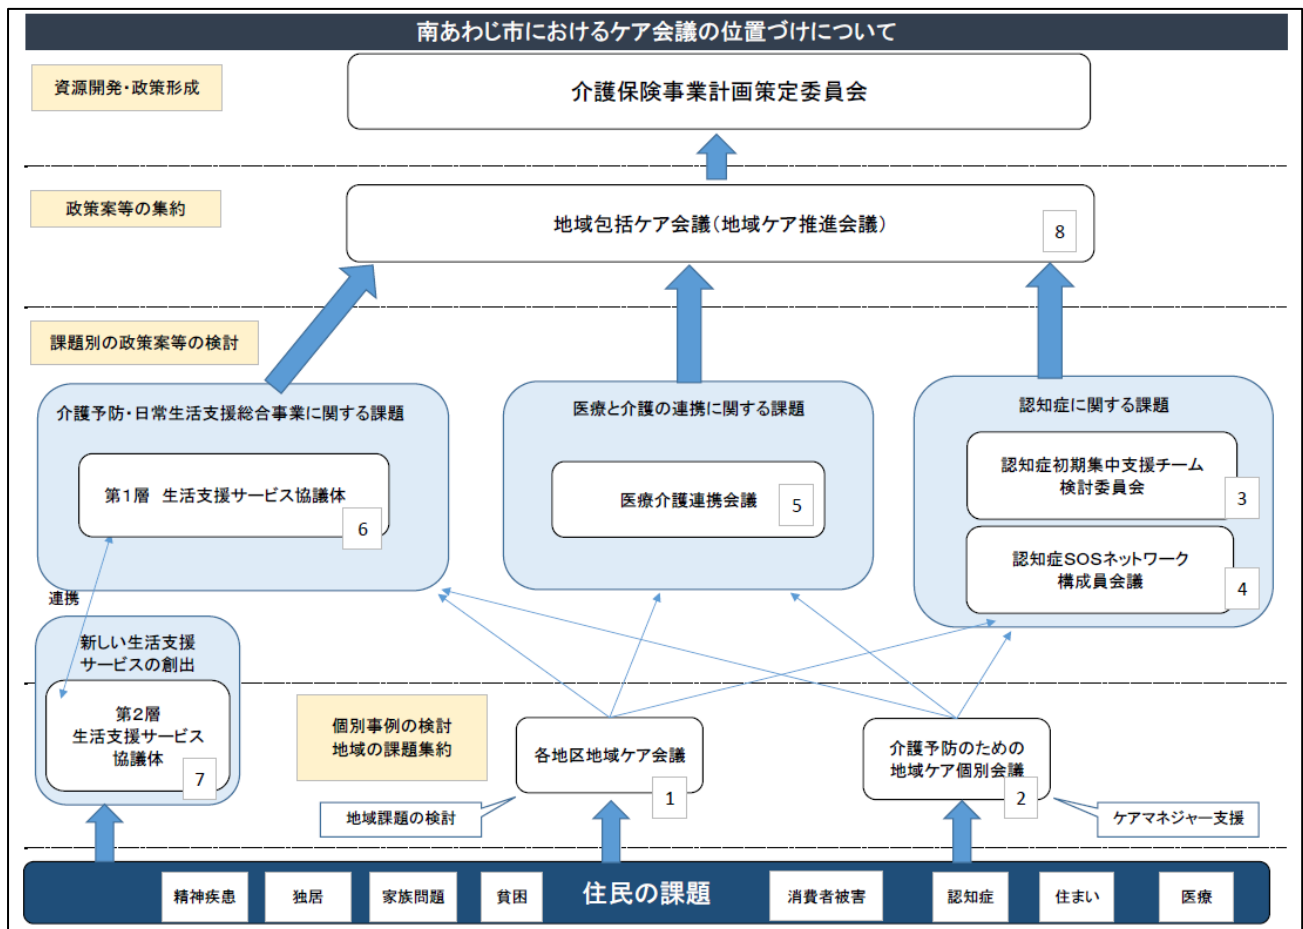 南あわじ市におけるケア会議の位置づけについて
資源開発・政策形成
介護保険事業計画策定委員会
政策案等の集約
地域包括ケア会議(地域ケア推進会議)
8
課題別の政策案等の検討
介護予防・日常生活支援総合事業に関する課題
第1層 生活支援サービス協議体
6
医療と介護の連携に関する課題
医療介護連携会議
5
認知症に関する課題
認知症初期集中支援チーム
検討委員会
3
認知症SOSネットワーク
構成員会議
4
連携
新しい生活支援
サービスの創出
第2層
生活支援サービス
協議体
7
個別事例の検討
地域の課題集約
各地区地域ケア会議
1
地域課題の検討
介護予防のための
地域ケア個別会議
2
ケアマネジャー支援
精神疾患
独居
家族問題
貧困
住民の課題
消費者被害
認知症
住まい
医療